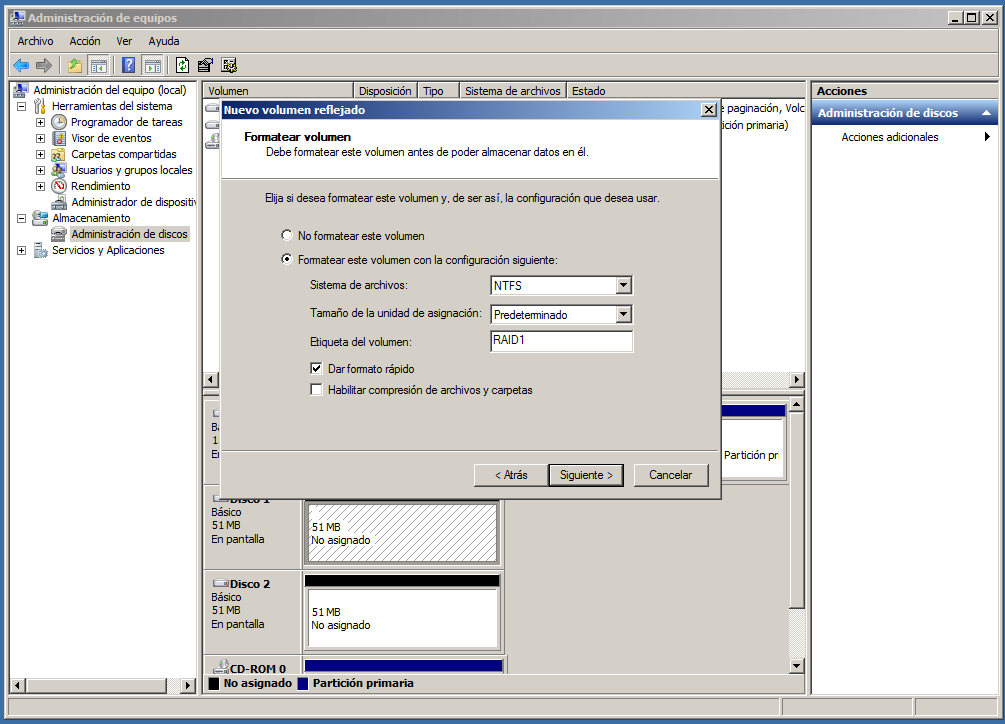 Administración de equipos
Archivo Acción Ver Ayuda
Administración del equipo (local)
Herramientas del sistema
Programador de tareas
Visor de eventos
Carpetas compartidas
Usuarios y grupos locales
Rendimiento
Administrador de dispositi
Almacenamiento
Administración de discos
Servicios y Aplicaciones
Volumen Disposición Tipo Sistema de archivos Estado
e paginación, Volc
tición primaria)
Nuevo volumen reflejado
Formatear volumen
Debe formatear este volumen antes de poder almacenar datos en él.
Elija si desea formatear este volumen y, de ser así, la configuración que desea usar.
No formatear este volumen
Formatear este volumen con la configuración siguiente:
Sistema de archivos: NTFS
Tamaño de la unidad de asignación: Predeterminado
Etiqueta del volumen: RAID1
Dar formato rápido
Habilitar compresión de archivos y carpetas
< Atrás Siguiente > Cancelar
Partición pri
Disco 1
Básico
51 MB
En pantalla
51 MB
No asignado
Disco 2
Básico
51 MB
En pantalla
51 MB
No asignado
CD-ROM 0
No asignado Partición primaria
Acciones
Administración de discos
Acciones adicionales